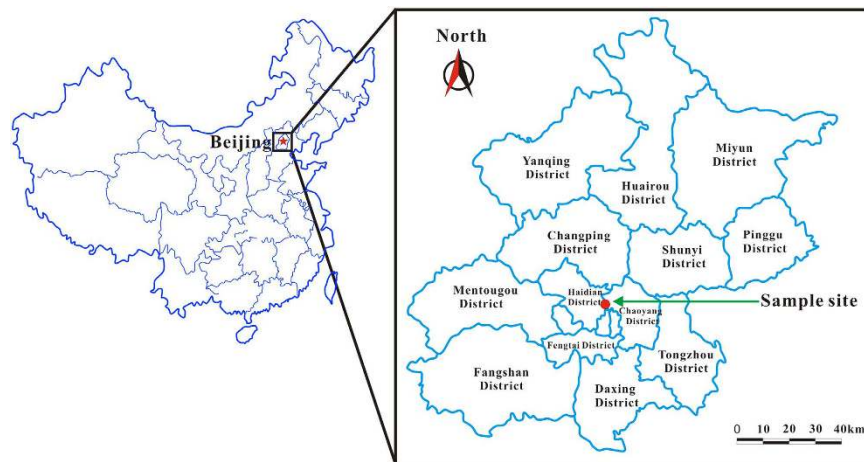 North
Beijing
Yanqing
District
Miyun
District
Huairou
District
Changping
District
Shunyi
District
Pinggu
District
Mentougou
District
Haidian
District
Chaoyang
District
Sample site
Fengtai District
Tongzhou
District
Fangshan
District
Daxing
District
0 10 20 30 40km